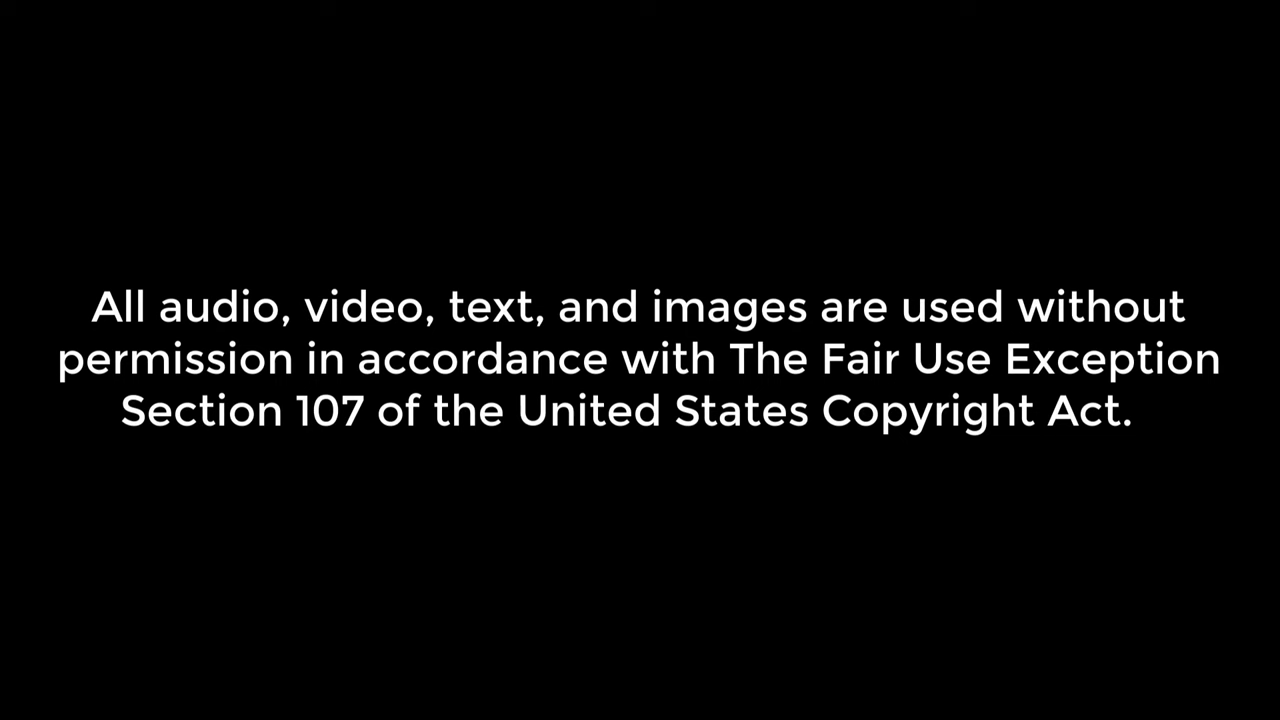 All audio, video, text, and images are used without
permission in accordance with The Fair Use Exception
Section 107 of the United States Copyright Act.